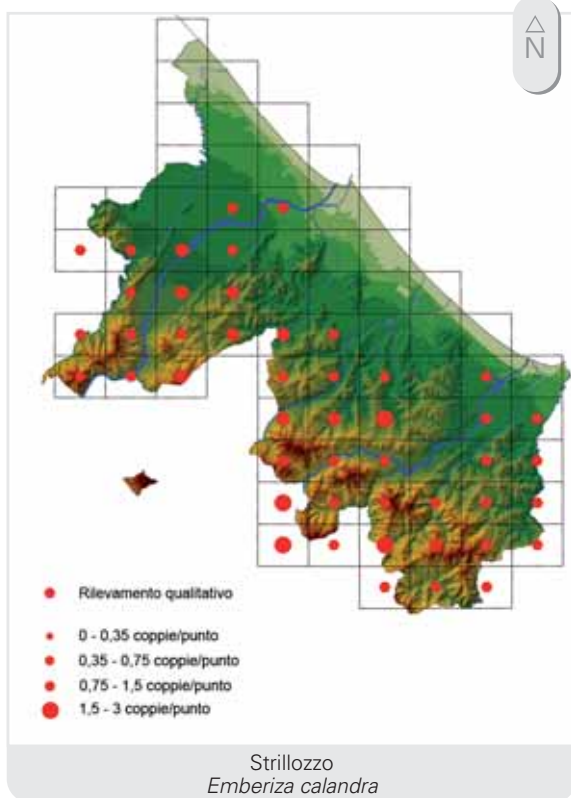 N
Rilevamento qualitativo
0 - 0,35 coppie/punto
0,35 - 0,75 coppie/punto
0,75 - 1,5 coppie/punto
1,5 - 3 coppie/punto
Strillozzo
Emberiza calandra